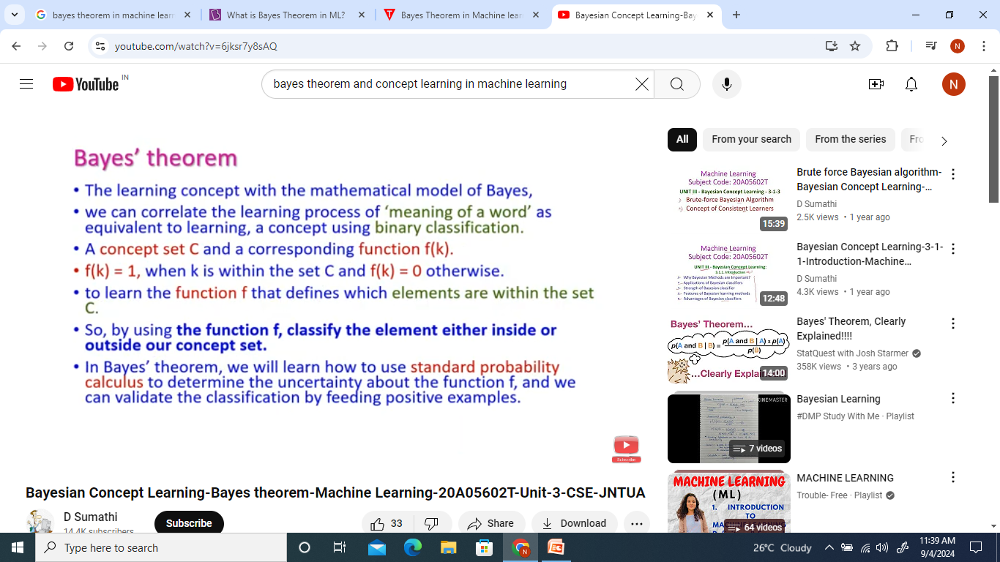 bayes theorem in machine learn
What is Bayes Theorem in ML?
Bayes Theorem in Machine lear
Bayesian Concept Learning-Bay
youtube.com/watch?v=6jksr7y8sAQ
N
YouTube IN
bayes theorem and concept learning in machine learning
N
Bayes' theorem
• The learning concept with the mathematical model of Bayes,
• we can correlate the learning process of 'meaning of a word' as
equivalent to learning, a concept using binary classification.
• A concept set C and a corresponding function f(k).
• f(k) = 1, when k is within the set C and f(k) = 0 otherwise.
• to learn the function f that defines which elements are within the set
C.
• So, by using the function f, classify the element either inside or
outside our concept set.
• In Bayes' theorem, we will learn how to use standard probability
calculus to determine the uncertainty about the function f, and we
can validate the classification by feeding positive examples.
Subscribe
Bayesian Concept Learning-Bayes theorem-Machine Learning-20A05602T-Unit-3-CSE-JNTUA
D Sumathi
14.4K subscribers
Subscribe
33
Share
Download
All
From your search
From the series
Fro
Machine Learning
Subject Code: 20A05602T
UNIT III - Bayesian Concept Learning - 3-1-3
Brute-force Bayesian Algorithm
Concept of Consistent Learners
15:39
Brute force Bayesian algorithm-
Bayesian Concept Learning-...
D Sumathi
2.5K views • 1 year ago
Machine Learning
Subject Code: 20A05602T
UNIT III - Bayesian Concept Learning:
3.1.1. Introduction
Why Bayesian Methods are Important?
Applications of Bayesian classifiers
Strength of Bayesian classifier
Features of Bayesian learning methods
Advantages of Bayesian classifiers
12:48
Bayesian Concept Learning-3-1-
1-Introduction-Machine...
D Sumathi
4.3K views • 1 year ago
Bayes' Theorem...
p(A and B | B) = p(A and B | A) x p(A)
p(B)
...Clearly Explai
14:00
Bayes' Theorem, Clearly
Explained!!!!
StatQuest with Josh Starmer
358K views • 3 years ago
KINEMASTER
7 videos
Bayesian Learning
#DMP Study With Me · Playlist
MACHINE LEARNING
(ML)
1. INTRODUCTION
TO
64 videos
MACHINE LEARNING
Trouble- Free · Playlist
Type here to search
N
26°C Cloudy
11:39 AM
9/4/2024